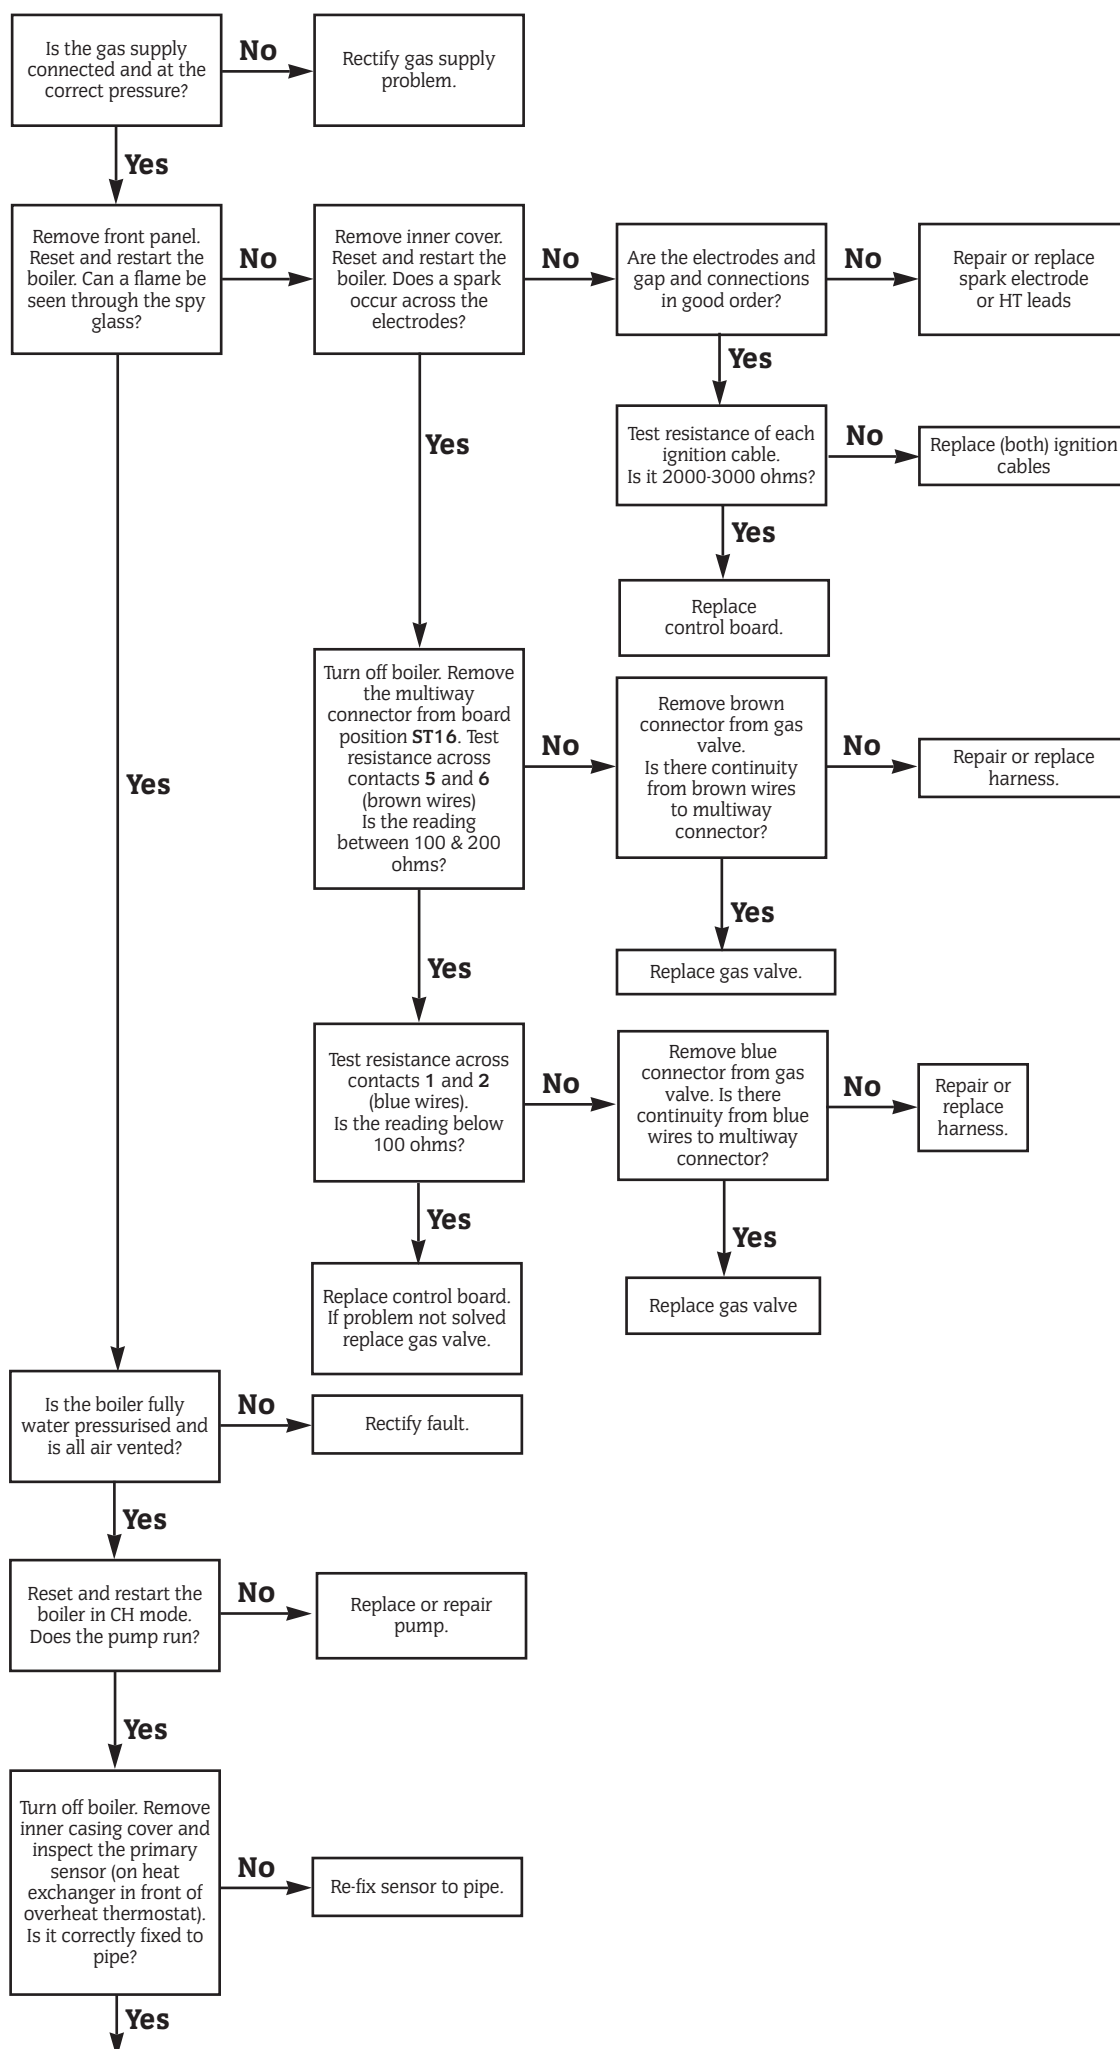 Is the gas supply
connected and at the
correct pressure?
No
Rectify gas supply
problem.
Yes
Remove front panel.
Reset and restart the
boiler. Can a flame be
seen through the spy
glass?
No
Remove inner cover.
Reset and restart the
boiler. Does a spark
occur across the
electrodes?
No
Are the electrodes and
gap and connections
in good order?
No
Repair or replace
spark electrode
or HT leads
Yes
Test resistance of each
ignition cable.
Is it 2000-3000 ohms?
No
Replace (both) ignition
cables
Yes
Replace
control board.
Yes
Turn off boiler. Remove
the multiway
connector from board
position ST16. Test
resistance across
contacts 5 and 6
(brown wires)
Is the reading
between 100 & 200
ohms?
No
Remove brown
connector from gas
valve.
Is there continuity
from brown wires
to multiway
connector?
No
Repair or replace
harness.
Yes
Replace gas valve.
Yes
Test resistance across
contacts 1 and 2
(blue wires).
Is the reading below
100 ohms?
No
Remove blue
connector from gas
valve. Is there
continuity from blue
wires to multiway
connector?
No
Repair or
replace
harness.
Yes
Replace gas valve
Yes
Replace control board.
If problem not solved
replace gas valve.
Yes
Is the boiler fully
water pressurised and
is all air vented?
No
Rectify fault.
Yes
Reset and restart the
boiler in CH mode.
Does the pump run?
No
Replace or repair
pump.
Yes
Turn off boiler. Remove
inner casing cover and
inspect the primary
sensor (on heat
exchanger in front of
overheat thermostat).
Is it correctly fixed to
pipe?
No
Re-fix sensor to pipe.
Yes